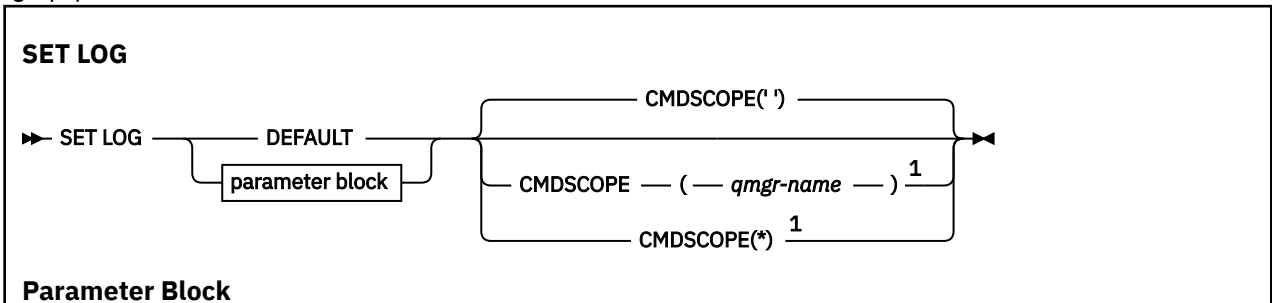 SET LOG
CMDSCOPE(' ')
SET LOG DEFAULT
parameter block
CMDSCOPE ( qmgr-name ) 1
CMDSCOPE(*) 1
Parameter Block